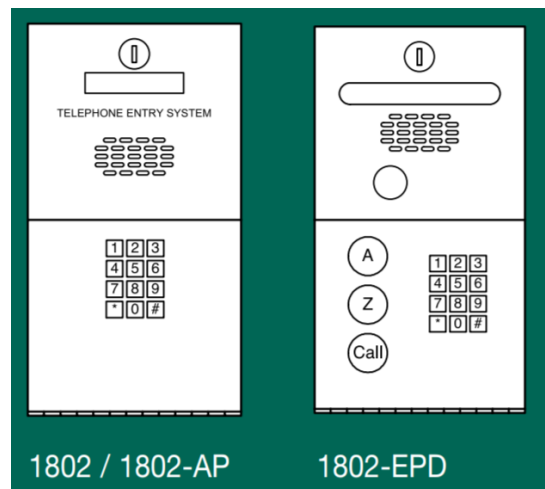 TELEPHONE ENTRY SYSTEM
1 2 3
4 5 6
7 8 9
* 0 #
1802 / 1802-AP
A
Z
Call
1 2 3
4 5 6
7 8 9
* 0 #
1802-EPD